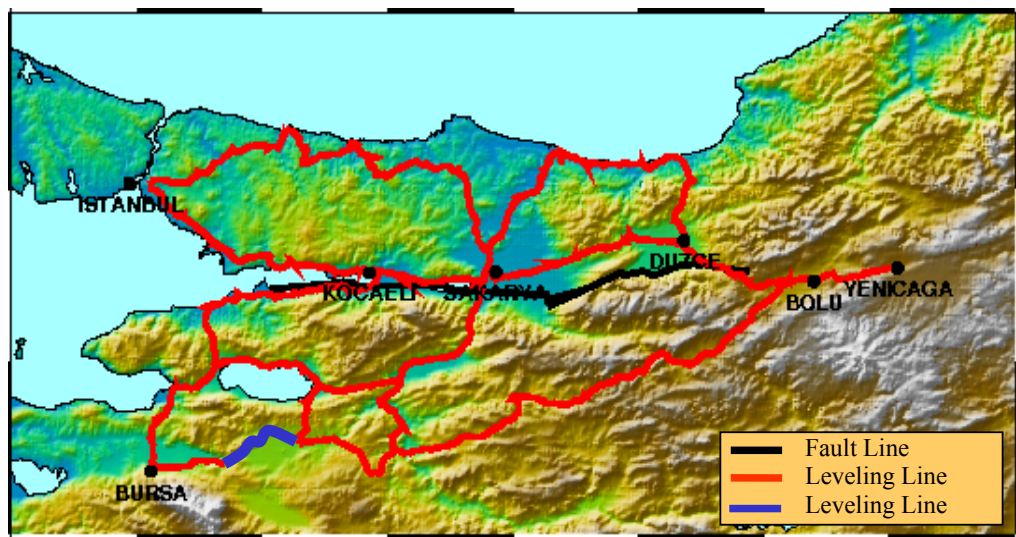 ISTANBUL
KOCAELI
SAKARYA
DUZCE
BOLU
YENICAGA
BURSA
Fault Line
Leveling Line
Leveling Line